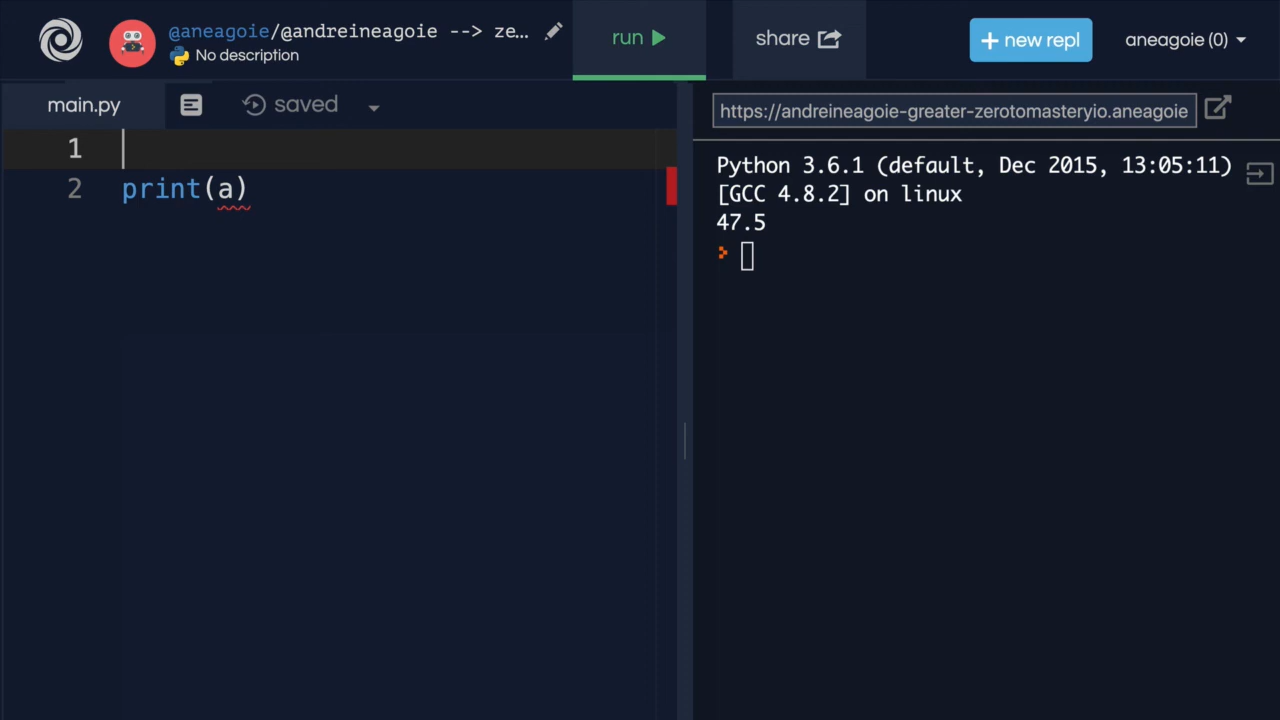 @aneagoie/@andreineagoie --> ze...
No description
run
share
+ new repl
aneagoie (0)
main.py
saved
1
2 print(a)
https://andreineagoie-greater-zerotomasteryio.aneagoie
Python 3.6.1 (default, Dec 2015, 13:05:11)
[GCC 4.8.2] on linux
47.5